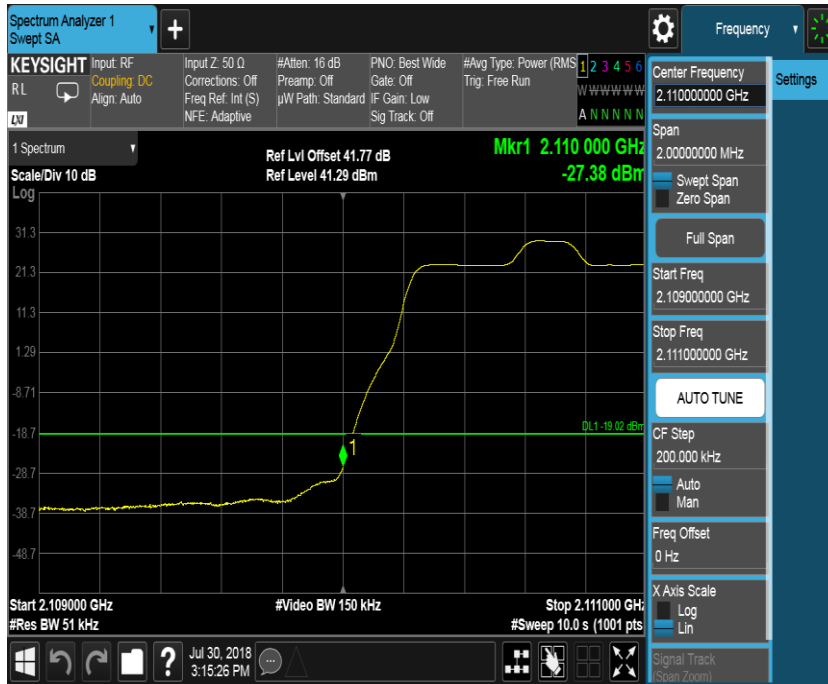 Spectrum Analyzer 1
Swept SA
Frequency
KEYSIGHT
RL
LXI
Input: RF
Coupling: DC
Align: Auto
Input Z: 50 Ω
Corrections: Off
Freq Ref: Int (S)
NFE: Adaptive
#Atten: 16 dB
Preamp: Off
µW Path: Standard
PNO: Best Wide
Gate: Off
IF Gain: Low
Sig Track: Off
#Avg Type: Power (RMS
Trig: Free Run
1 2 3 4 5 6
W W W W W W
A N N N N N
1 Spectrum
Scale/Div 10 dB
Ref Lvl Offset 41.77 dB
Ref Level 41.29 dBm
Mkr1 2.110 000 GHz
-27.38 dBm
Log
31.3
21.3
11.3
1.29
-8.71
-18.7
-28.7
-38.7
-48.7
DL1 -19.02 dBm
1
Start 2.109000 GHz
#Res BW 51 kHz
#Video BW 150 kHz
Stop 2.111000 GHz
#Sweep 10.0 s (1001 pts
Center Frequency
2.110000000 GHz
Settings
Span
2.00000000 MHz
Swept Span
Zero Span
Full Span
Start Freq
2.109000000 GHz
Stop Freq
2.111000000 GHz
AUTO TUNE
CF Step
200.000 kHz
Auto
Man
Freq Offset
0 Hz
X Axis Scale
Log
Lin
Signal Track
(Span Zoom)
?
Jul 30, 2018
3:15:26 PM